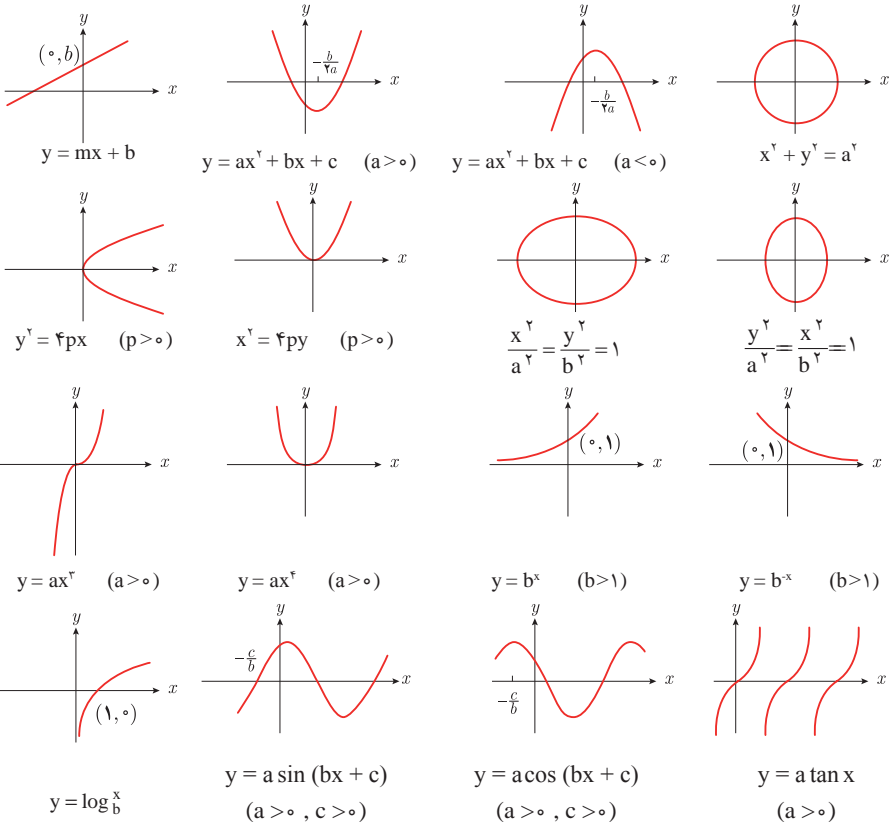 y y y y
(۰, b) −b/۲a x x −b/۲a x x
y = mx + b
y = ax۲ + bx + c (a>۰)
y = ax۲ + bx + c (a<۰)
x۲ + y۲ = a۲
y y y y
x x x x
y۲ = ۴px (p>۰)
x۲ = ۴py (p>۰)
x۲/a۲ = y۲/b۲ = ۱
y۲/a۲ = x۲/b۲ = ۱
y y y y
x x (۰, ۱) x (۰, ۱) x
y = ax۳ (a>۰)
y = ax۴ (a>۰)
y = bˣ (b>۱)
y = b⁻ˣ (b>۱)
y y y y
(۱, ۰) x −c/b x −c/b x x
y = log x b
y = a sin (bx + c)
(a>۰ , c>۰)
y = acos (bx + c)
(a>۰ , c>۰)
y = a tan x
(a>۰)